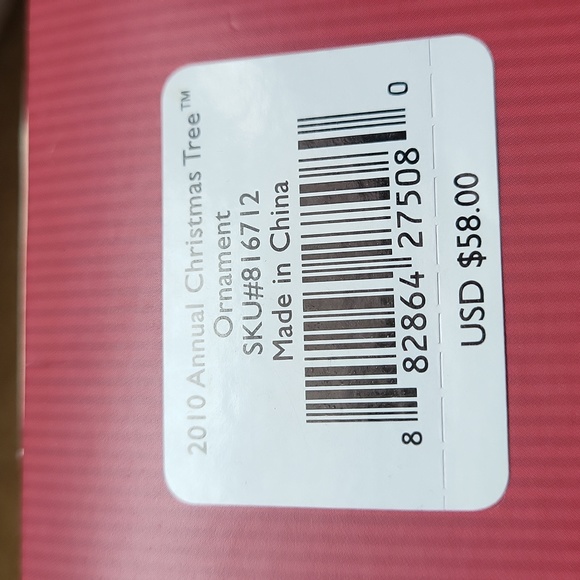 2010 Annual Christmas Tree™
Ornament
SKU#816712
Made in China
8 82864 27508 0
USD $58.00